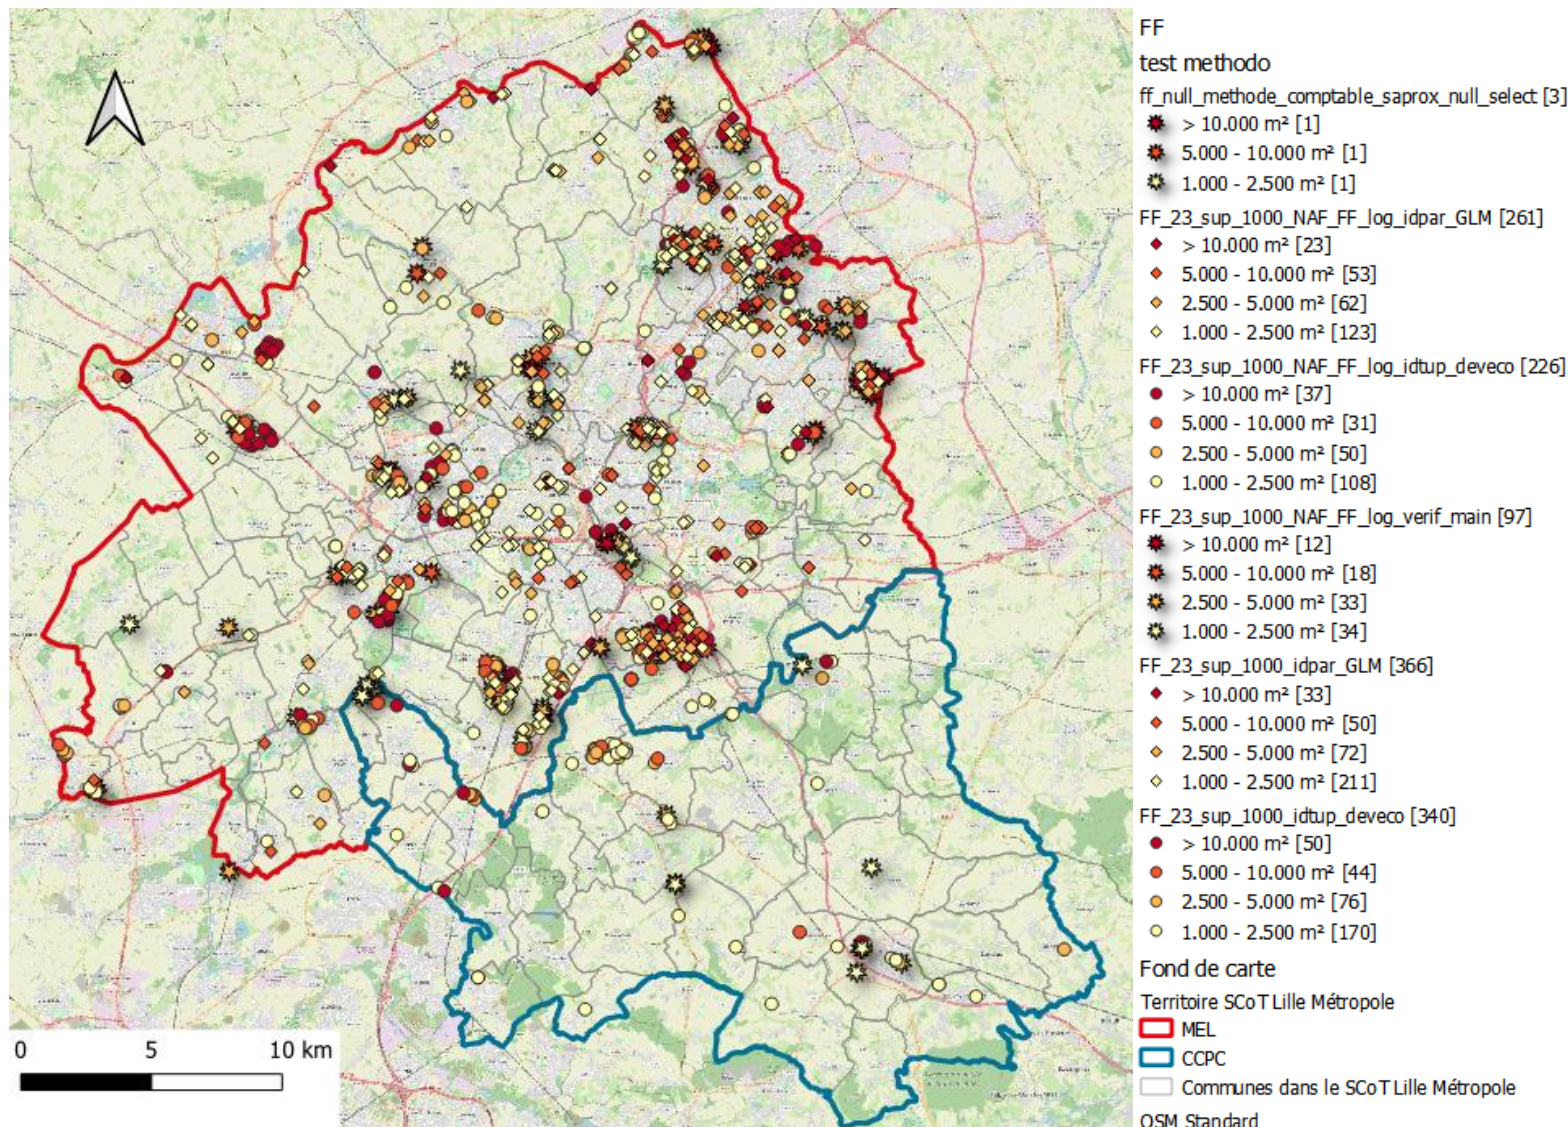 FF
test methodo
ff_null_methode_comptable_saprox_null_select [3]
> 10.000 m² [1]
5.000 - 10.000 m² [1]
1.000 - 2.500 m² [1]
FF_23_sup_1000_NAF_FF_log_idpar_GLM [261]
> 10.000 m² [23]
5.000 - 10.000 m² [53]
2.500 - 5.000 m² [62]
1.000 - 2.500 m² [123]
FF_23_sup_1000_NAF_FF_log_idtup_deveco [226]
> 10.000 m² [37]
5.000 - 10.000 m² [31]
2.500 - 5.000 m² [50]
1.000 - 2.500 m² [108]
FF_23_sup_1000_NAF_FF_log_verif_main [97]
> 10.000 m² [12]
5.000 - 10.000 m² [18]
2.500 - 5.000 m² [33]
1.000 - 2.500 m² [34]
FF_23_sup_1000_idpar_GLM [366]
> 10.000 m² [33]
5.000 - 10.000 m² [50]
2.500 - 5.000 m² [72]
1.000 - 2.500 m² [211]
FF_23_sup_1000_idtup_deveco [340]
> 10.000 m² [50]
5.000 - 10.000 m² [44]
2.500 - 5.000 m² [76]
1.000 - 2.500 m² [170]
Fond de carte
Territoire SCoT Lille Métropole
MEL
CCPC
Communes dans le SCoT Lille Métropole
OSM Standard
0 5 10 km